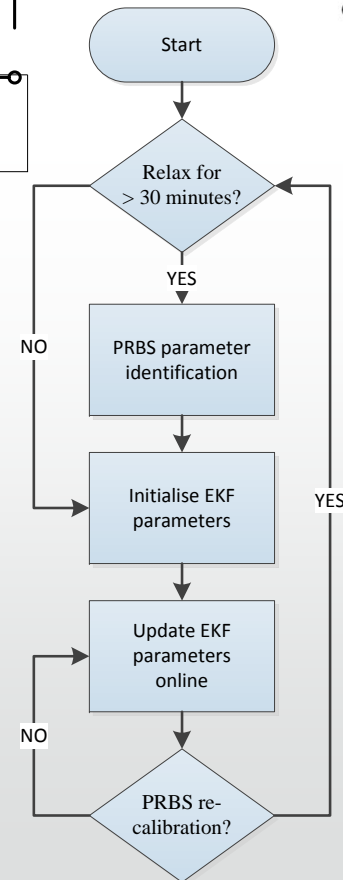 Start
Relax for
> 30 minutes?
YES
NO
PRBS parameter
identification
Initialise EKF
parameters
YES
Update EKF
parameters
online
NO
PRBS re-
calibration?